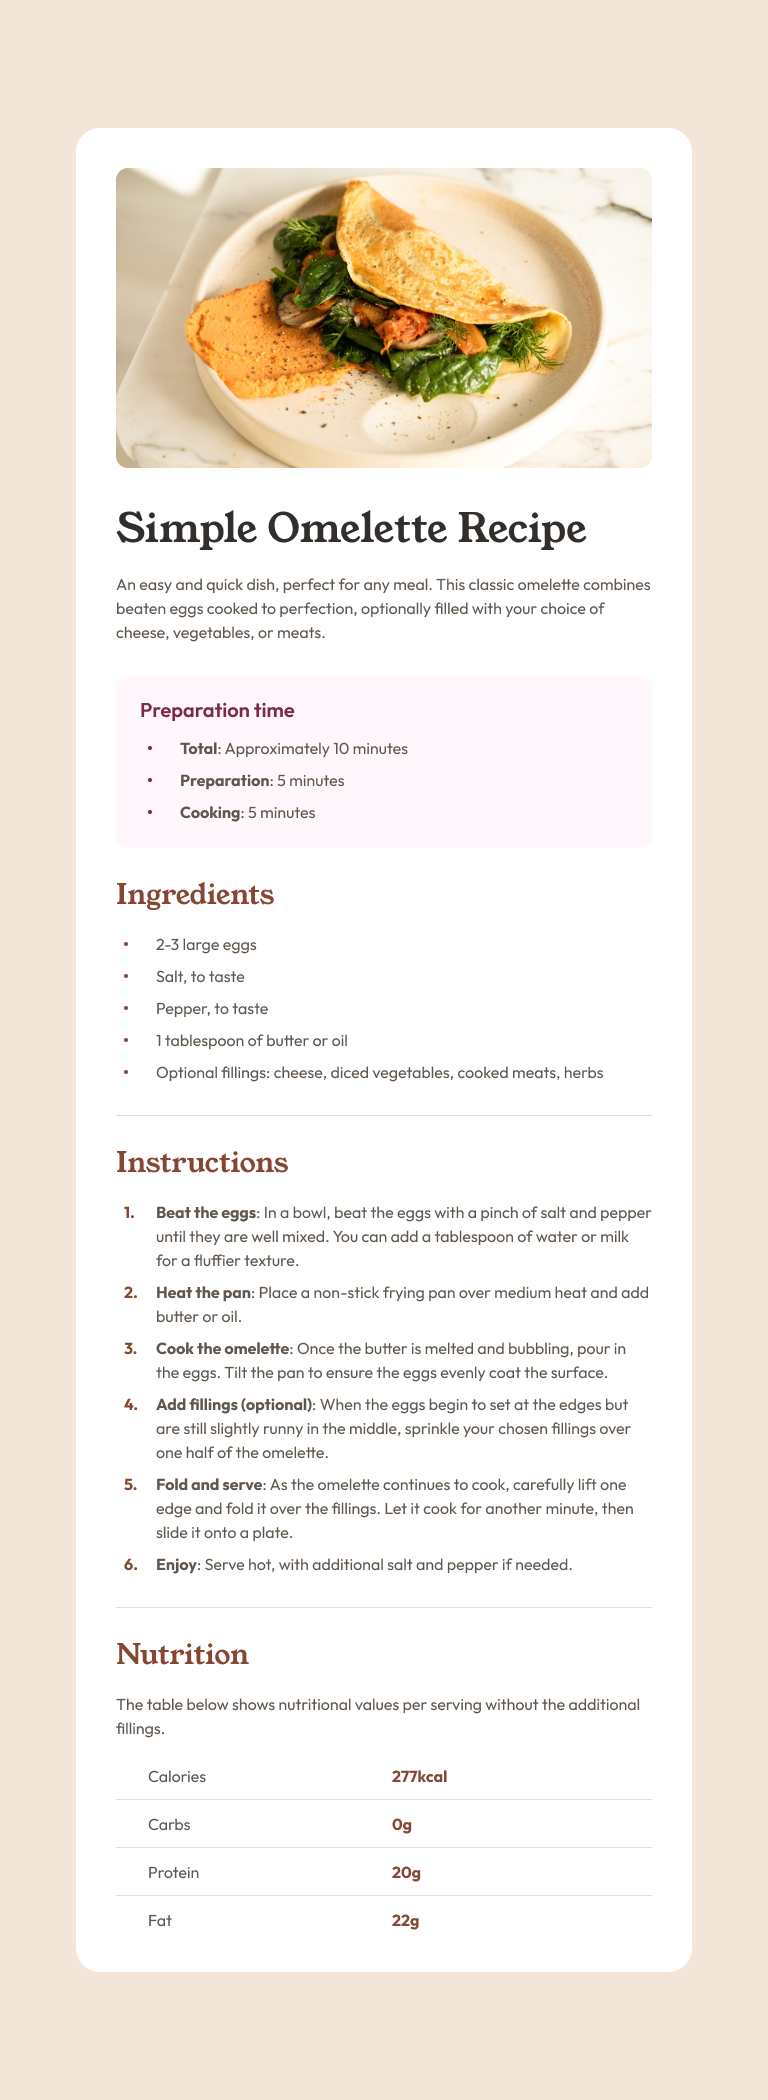 Simple Omelette Recipe
An easy and quick dish, perfect for any meal. This classic omelette combines
beaten eggs cooked to perfection, optionally filled with your choice of
cheese, vegetables, or meats.
Preparation time
• Total: Approximately 10 minutes
• Preparation: 5 minutes
• Cooking: 5 minutes
Ingredients
• 2-3 large eggs
• Salt, to taste
• Pepper, to taste
• 1 tablespoon of butter or oil
• Optional fillings: cheese, diced vegetables, cooked meats, herbs
Instructions
1. Beat the eggs: In a bowl, beat the eggs with a pinch of salt and pepper
until they are well mixed. You can add a tablespoon of water or milk
for a fluffier texture.
2. Heat the pan: Place a non-stick frying pan over medium heat and add
butter or oil.
3. Cook the omelette: Once the butter is melted and bubbling, pour in
the eggs. Tilt the pan to ensure the eggs evenly coat the surface.
4. Add fillings (optional): When the eggs begin to set at the edges but
are still slightly runny in the middle, sprinkle your chosen fillings over
one half of the omelette.
5. Fold and serve: As the omelette continues to cook, carefully lift one
edge and fold it over the fillings. Let it cook for another minute, then
slide it onto a plate.
6. Enjoy: Serve hot, with additional salt and pepper if needed.
Nutrition
The table below shows nutritional values per serving without the additional
fillings.
Calories 277kcal
Carbs 0g
Protein 20g
Fat 22g